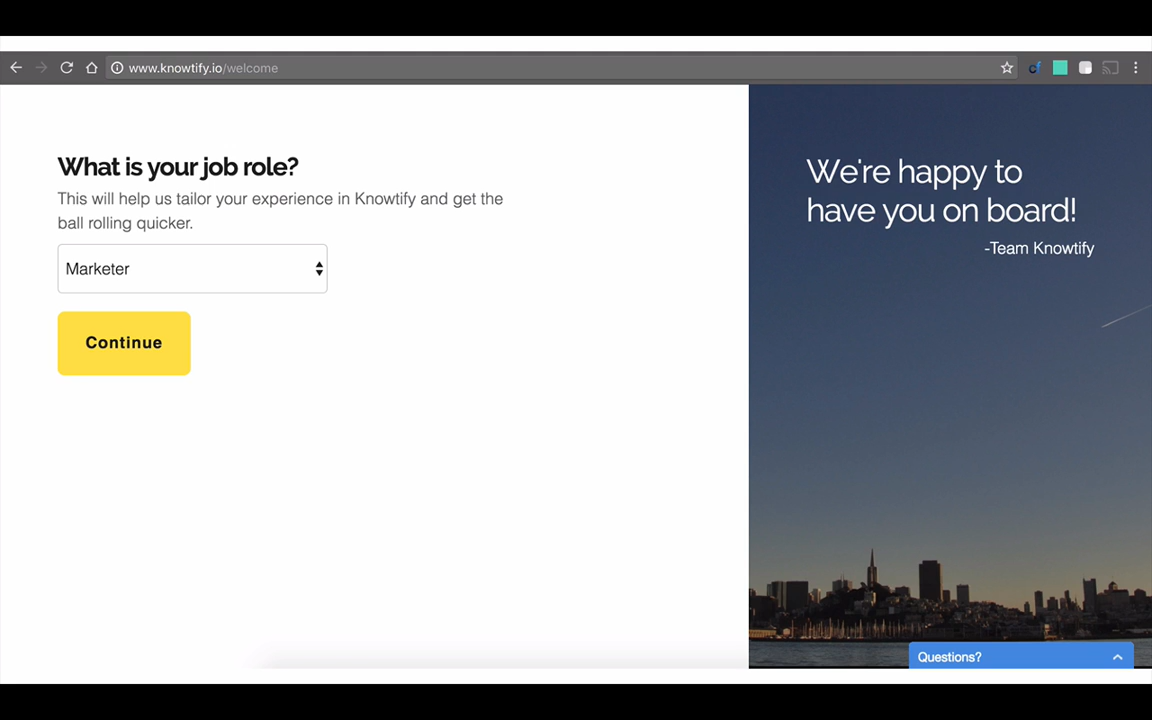 www.knowtify.io/welcome
What is your job role?
This will help us tailor your experience in Knowtify and get the
ball rolling quicker.
Marketer
Continue
We're happy to
have you on board!
-Team Knowtify
Questions?